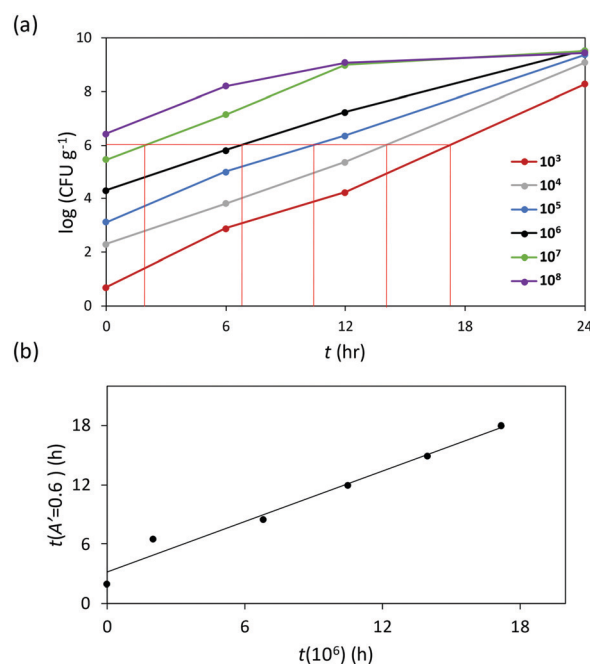 (a)
10
8
6
4
2
0
log (CFU g⁻¹)
10³
10⁴
10⁵
10⁶
10⁷
10⁸
0 6 12 18 24
t (hr)
(b)
18
12
6
0
t(A′=0.6) (h)
0 6 12 18
t(10⁶) (h)